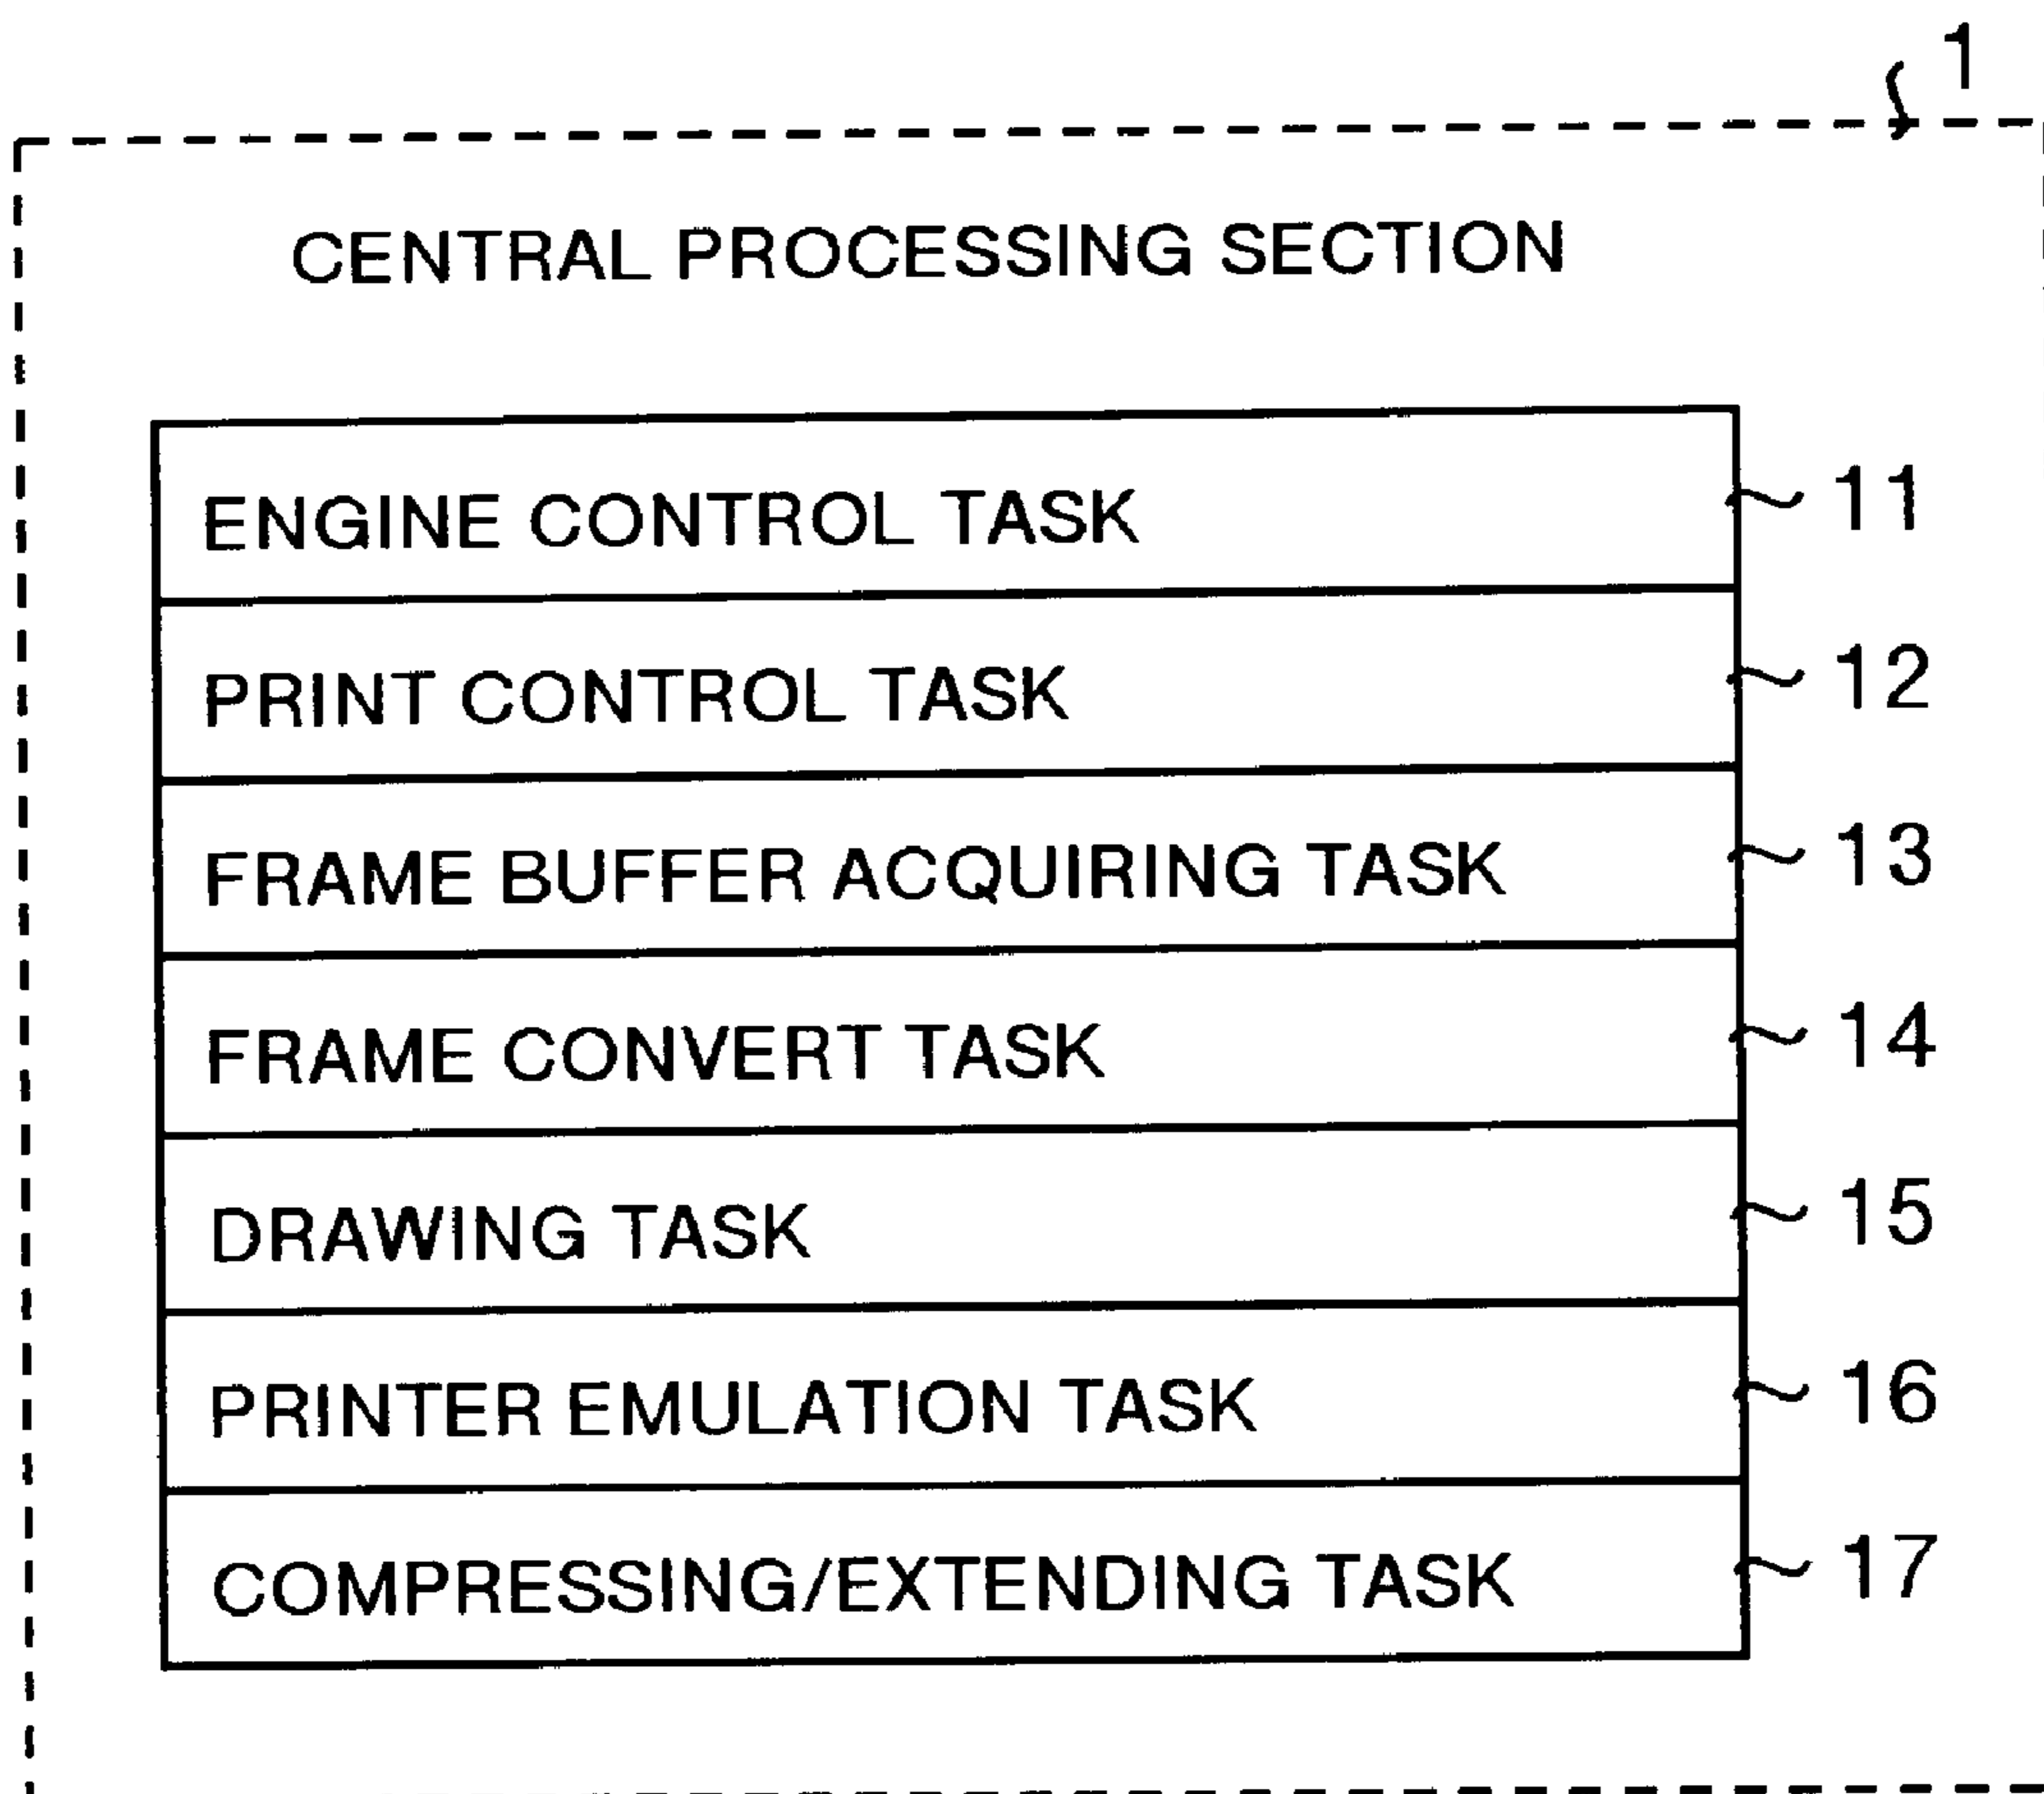 1
CENTRAL PROCESSING SECTION
ENGINE CONTROL TASK 11
PRINT CONTROL TASK 12
FRAME BUFFER ACQUIRING TASK 13
FRAME CONVERT TASK 14
DRAWING TASK 15
PRINTER EMULATION TASK 16
COMPRESSING/EXTENDING TASK 17